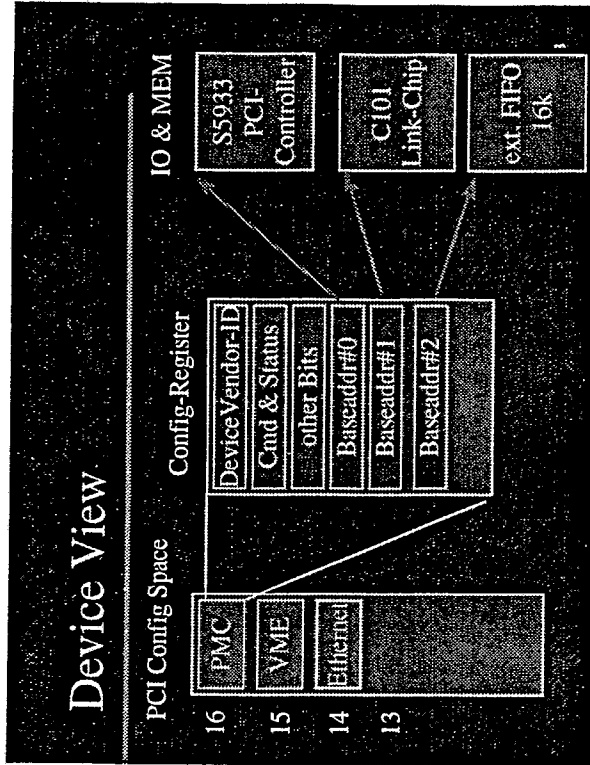 Device View
PCI Config Space
Config-Register
IO & MEM
16
PMC
15
VME
14
Ethernet
13
DeviceVendor-ID
Cmd & Status
other Bits
Baseaddr#0
Baseaddr#1
Baseaddr#2
S5933
PCI-
Controller
C101
Link-Chip
ext. FIFO
16k